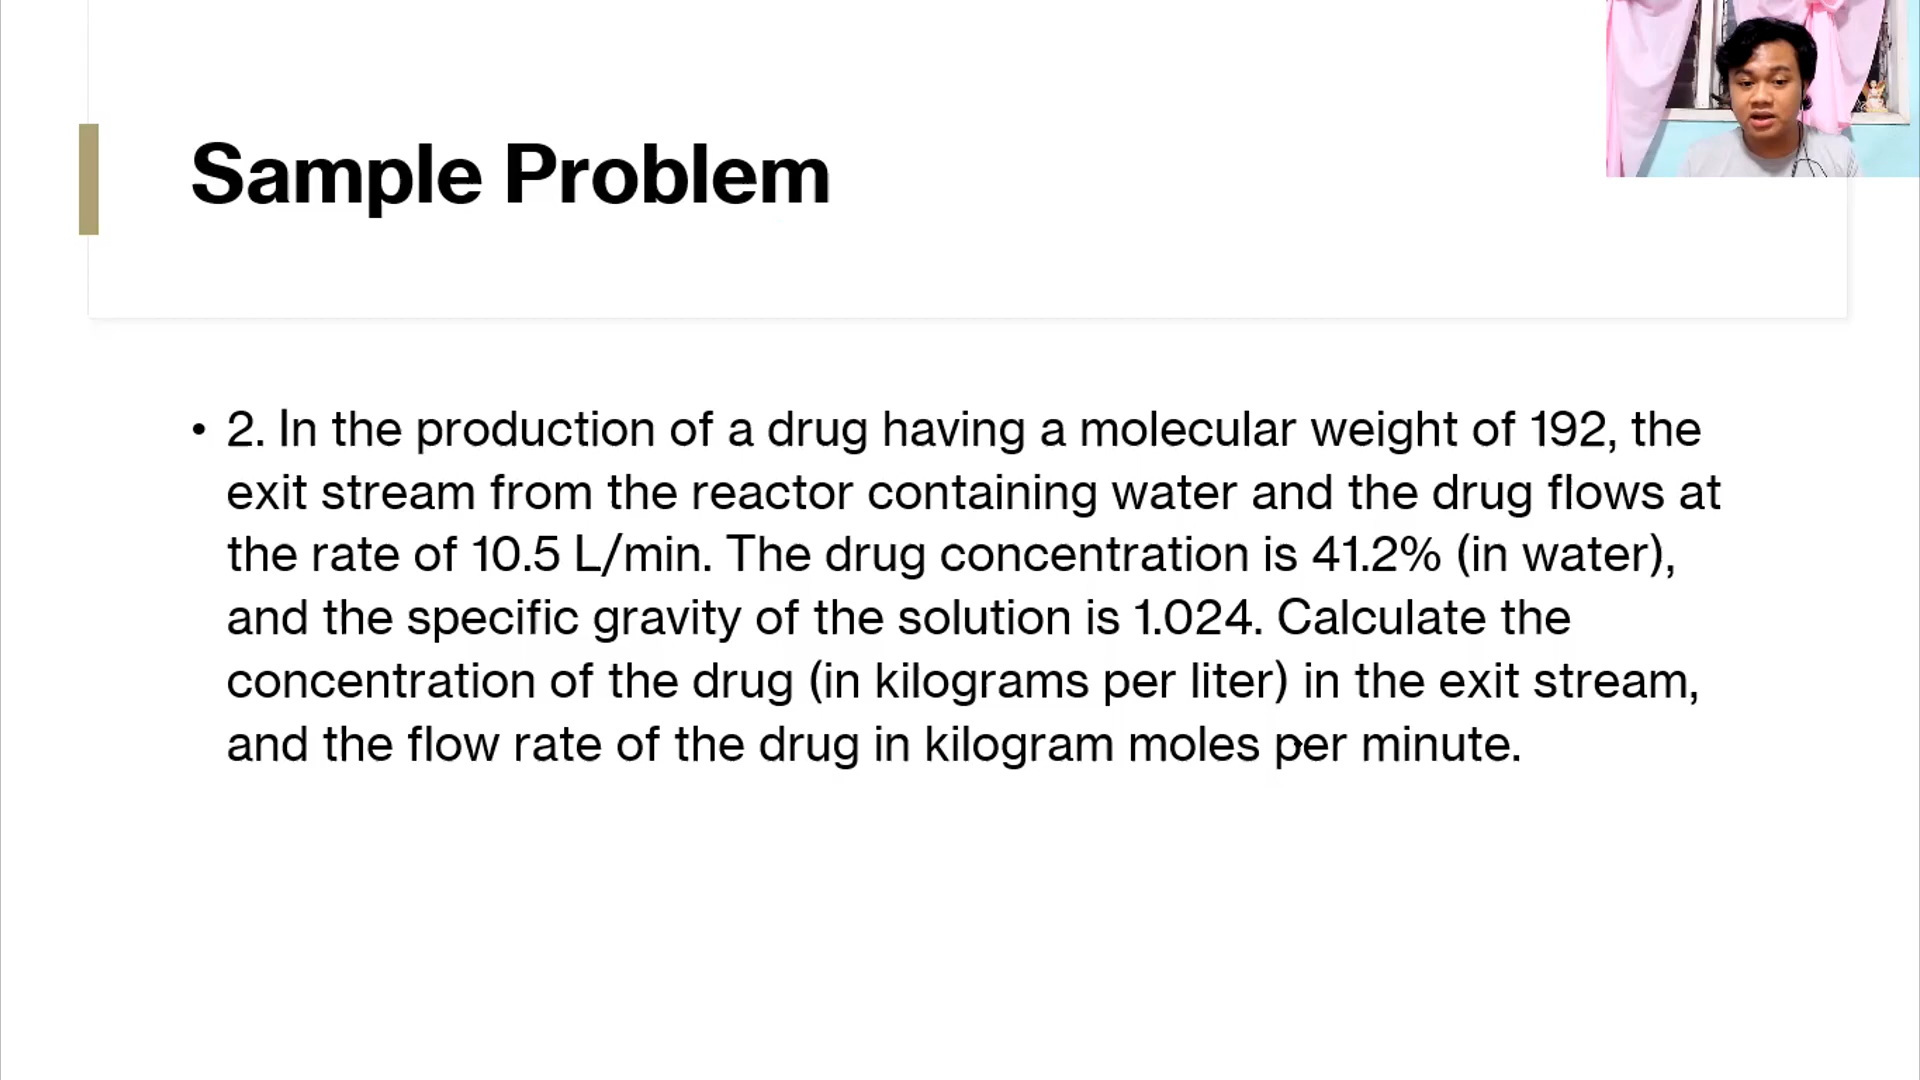 Sample Problem
• 2. In the production of a drug having a molecular weight of 192, the
exit stream from the reactor containing water and the drug flows at
the rate of 10.5 L/min. The drug concentration is 41.2% (in water),
and the specific gravity of the solution is 1.024. Calculate the
concentration of the drug (in kilograms per liter) in the exit stream,
and the flow rate of the drug in kilogram moles per minute.